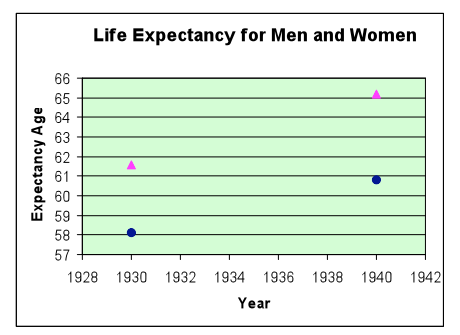 Life Expectancy for Men and Women
66
65
64
63
62
61
60
59
58
57
Expectancy Age
1928 1930 1932 1934 1936 1938 1940 1942
Year